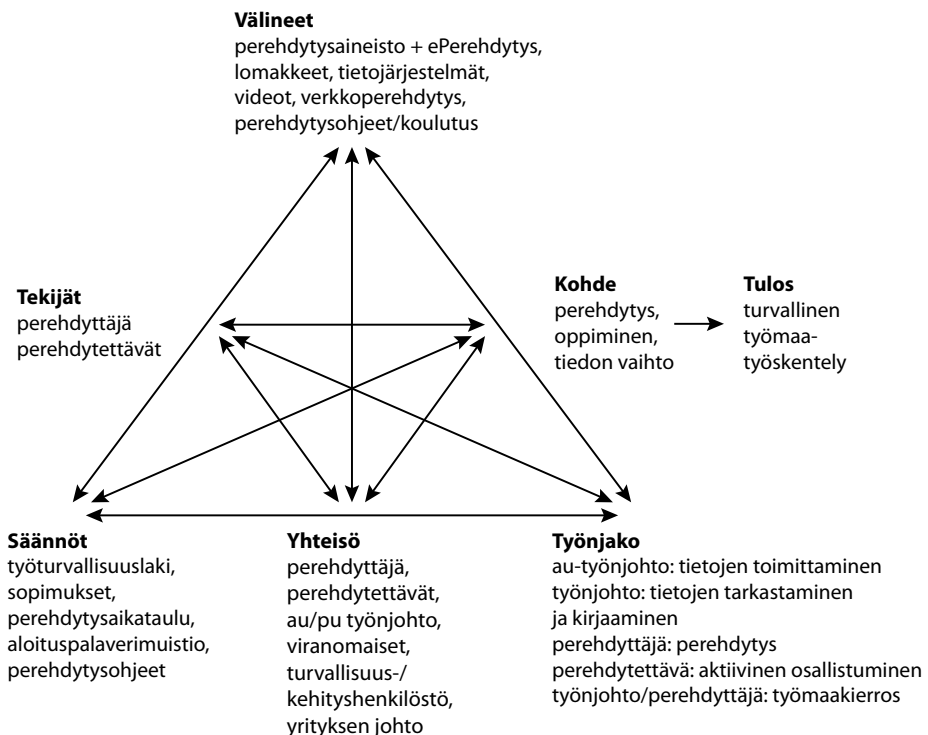 Välineet
perehdytysaineisto + ePerehdytys,
lomakkeet, tietojärjestelmät,
videot, verkkoperehdytys,
perehdytysohjeet/koulutus
Tekijät
perehdyttäjä
perehdytettävät
Kohde
perehdytys,
oppiminen,
tiedon vaihto
Tulos
turvallinen
työmaa-
työskentely
Säännöt
työturvallisuuslaki,
sopimukset,
perehdytysaikataulu,
aloituspalaverimuistio,
perehdytysohjeet
Yhteisö
perehdyttäjä,
perehdytettävät,
au/pu työnjohto,
viranomaiset,
turvallisuus-/
kehityshenkilöstö,
yrityksen johto
Työnjako
au-työnjohto: tietojen toimittaminen
työnjohto: tietojen tarkastaminen
ja kirjaaminen
perehdyttäjä: perehdytys
perehdytettävä: aktiivinen osallistuminen
työnjohto/perehdyttäjä: työmaakierros